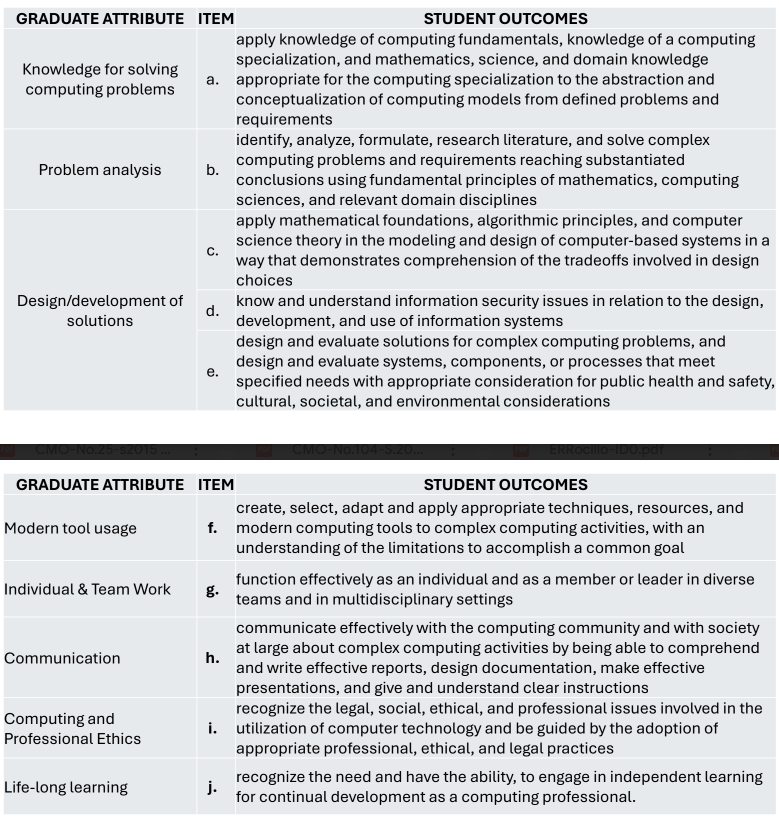 GRADUATE ATTRIBUTE ITEM STUDENT OUTCOMES
Knowledge for solving
computing problems
a.
apply knowledge of computing fundamentals, knowledge of a computing
specialization, and mathematics, science, and domain knowledge
appropriate for the computing specialization to the abstraction and
conceptualization of computing models from defined problems and
requirements
Problem analysis
b.
identify, analyze, formulate, research literature, and solve complex
computing problems and requirements reaching substantiated
conclusions using fundamental principles of mathematics, computing
sciences, and relevant domain disciplines
Design/development of
solutions
c.
apply mathematical foundations, algorithmic principles, and computer
science theory in the modeling and design of computer-based systems in a
way that demonstrates comprehension of the tradeoffs involved in design
choices
d.
know and understand information security issues in relation to the design,
development, and use of information systems
e.
design and evaluate solutions for complex computing problems, and
design and evaluate systems, components, or processes that meet
specified needs with appropriate consideration for public health and safety,
cultural, societal, and environmental considerations
CMO-No.25-s2015 ... CMO-No.104-S.20... ERRocillo-ID0.pdf
GRADUATE ATTRIBUTE ITEM STUDENT OUTCOMES
Modern tool usage
f.
create, select, adapt and apply appropriate techniques, resources, and
modern computing tools to complex computing activities, with an
understanding of the limitations to accomplish a common goal
Individual & Team Work
g.
function effectively as an individual and as a member or leader in diverse
teams and in multidisciplinary settings
Communication
h.
communicate effectively with the computing community and with society
at large about complex computing activities by being able to comprehend
and write effective reports, design documentation, make effective
presentations, and give and understand clear instructions
Computing and
Professional Ethics
i.
recognize the legal, social, ethical, and professional issues involved in the
utilization of computer technology and be guided by the adoption of
appropriate professional, ethical, and legal practices
Life-long learning
j.
recognize the need and have the ability, to engage in independent learning
for continual development as a computing professional.